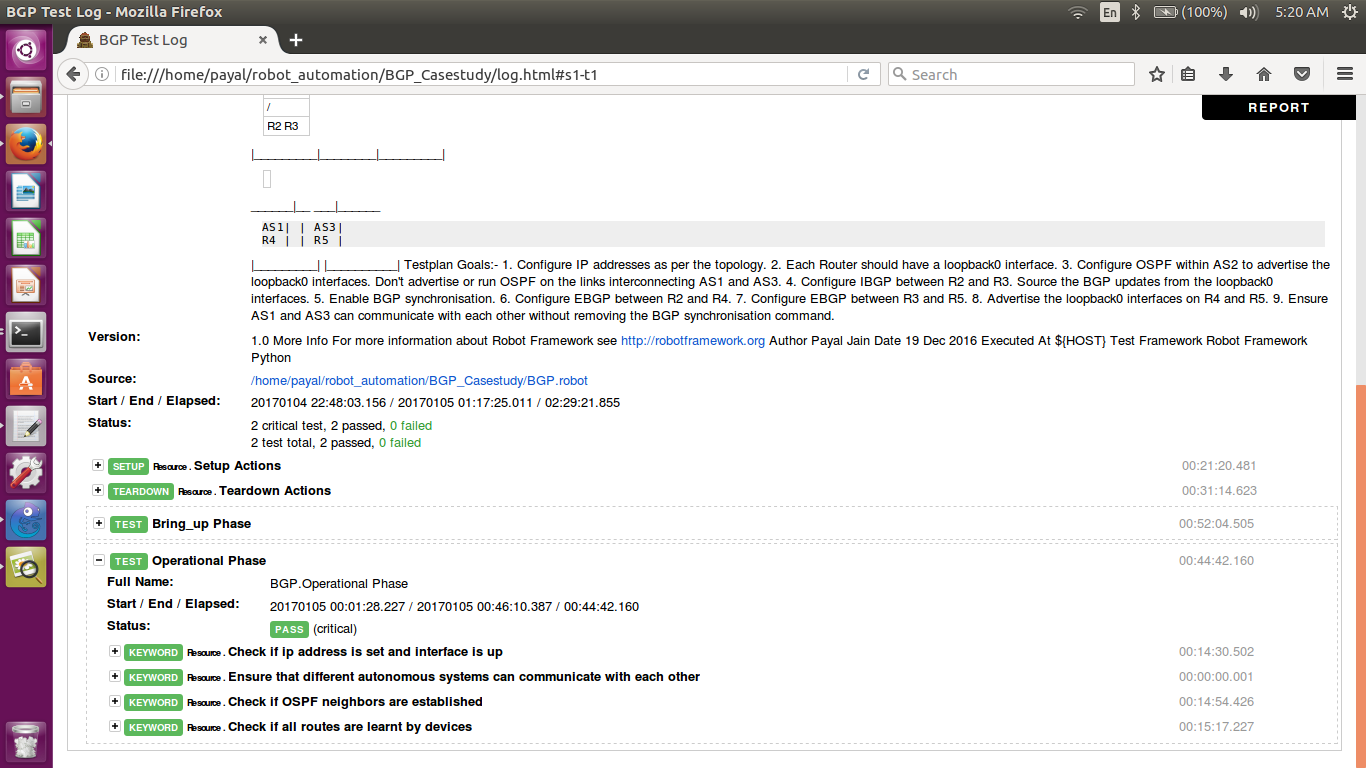 BGP Test Log - Mozilla Firefox
En
(100%)
5:20 AM
BGP Test Log
file:///home/payal/robot_automation/BGP_Casestudy/log.html#s1-t1
Search
REPORT
/
R2 R3
|_________|________|_________|
______|__ ___|______
AS1| | AS3|
R4 | | R5 |
|_________| |__________| Testplan Goals:- 1. Configure IP addresses as per the topology. 2. Each Router should have a loopback0 interface. 3. Configure OSPF within AS2 to advertise the
loopback0 interfaces. Don't advertise or run OSPF on the links interconnecting AS1 and AS3. 4. Configure IBGP between R2 and R3. Source the BGP updates from the loopback0
interfaces. 5. Enable BGP synchronisation. 6. Configure EBGP between R2 and R4. 7. Configure EBGP between R3 and R5. 8. Advertise the loopback0 interfaces on R4 and R5. 9. Ensure
AS1 and AS3 can communicate with each other without removing the BGP synchronisation command.
Version:
1.0 More Info For more information about Robot Framework see http://robotframework.org Author Payal Jain Date 19 Dec 2016 Executed At ${HOST} Test Framework Robot Framework
Python
Source:
/home/payal/robot_automation/BGP_Casestudy/BGP.robot
Start / End / Elapsed:
20170104 22:48:03.156 / 20170105 01:17:25.011 / 02:29:21.855
Status:
2 critical test, 2 passed, 0 failed
2 test total, 2 passed, 0 failed
SETUP Resource . Setup Actions 00:21:20.481
TEARDOWN Resource . Teardown Actions 00:31:14.623
TEST Bring_up Phase 00:52:04.505
TEST Operational Phase 00:44:42.160
Full Name: BGP.Operational Phase
Start / End / Elapsed: 20170105 00:01:28.227 / 20170105 00:46:10.387 / 00:44:42.160
Status: PASS (critical)
KEYWORD Resource . Check if ip address is set and interface is up 00:14:30.502
KEYWORD Resource . Ensure that different autonomous systems can communicate with each other 00:00:00.001
KEYWORD Resource . Check if OSPF neighbors are established 00:14:54.426
KEYWORD Resource . Check if all routes are learnt by devices 00:15:17.227